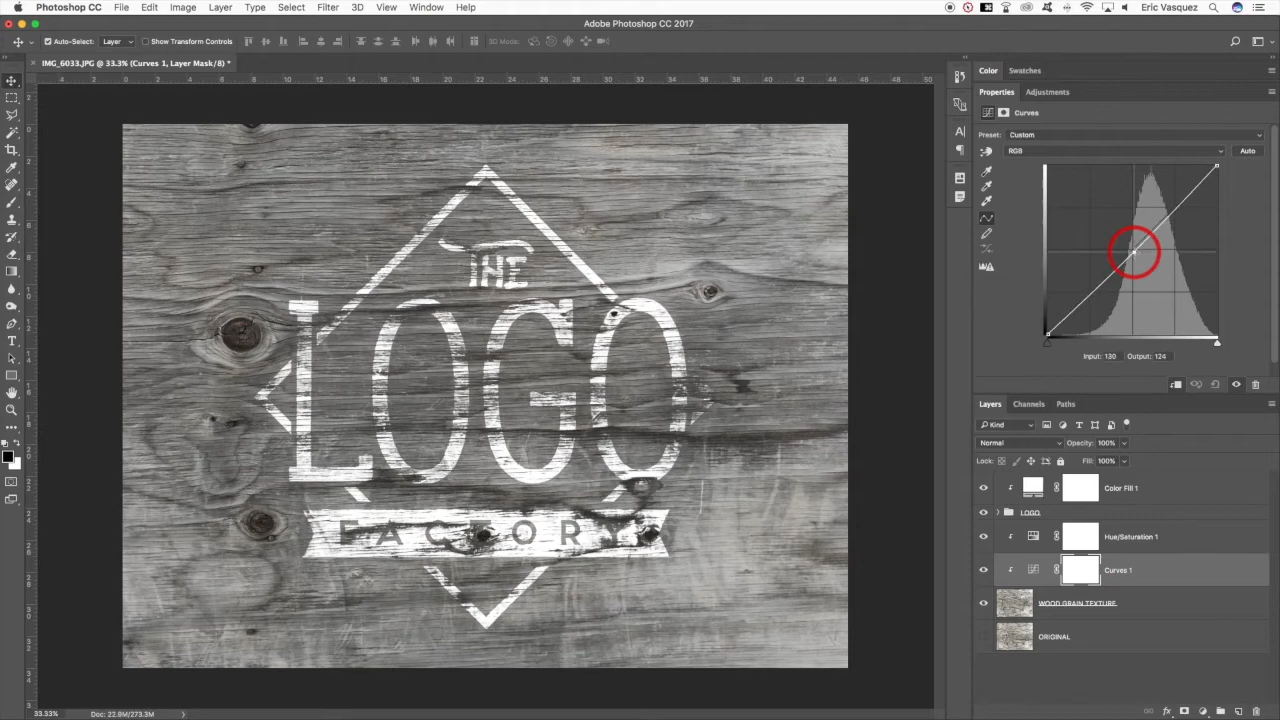 Photoshop CC File Edit Image Layer Type Select Filter 3D View Window Help Eric Vasquez
Adobe Photoshop CC 2017
Auto-Select: Layer Show Transform Controls 3D Mode:
IMG_6033.JPG @ 33.3% (Curves 1, Layer Mask/8) *
Color Swatches
Properties Adjustments
Curves
Preset: Custom
RGB Auto
Input: 130 Output: 124
THE
LOGO
FACTORY
Layers Channels Paths
Kind
Normal Opacity: 100%
Lock: Fill: 100%
Color Fill 1
LOGO
Hue/Saturation 1
Curves 1
WOOD GRAIN TEXTURE
ORIGINAL
33.33% Doc: 22.9M/273.3M